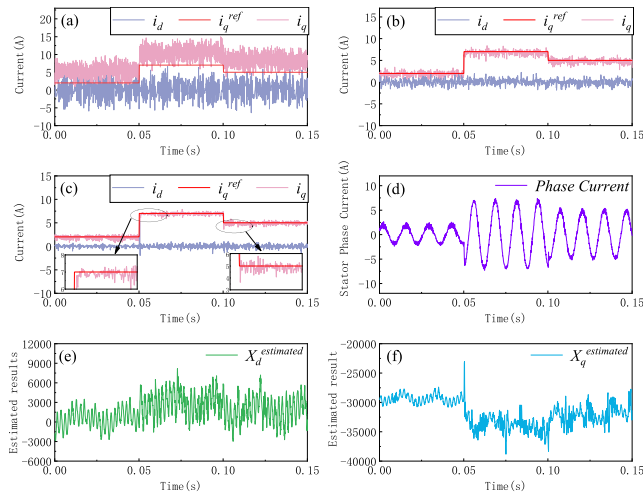 (a) i_d i_q^ref i_q
Current(A)
20
15
10
5
0
-5
-10
0.00 0.05 0.10 0.15
Time(s)
(b) i_d i_q^ref i_q
Current(A)
10
5
0
-5
-10
0.00 0.05 0.10 0.15
Time(s)
(c) i_d i_q^ref i_q
Current(A)
15
10
5
0
-5
-10
8
7
6
6
5
4
0.00 0.05 0.10 0.15
Time(s)
(d) Phase Current
Stator Phase Current(A)
10
5
0
-5
-10
0.00 0.05 0.10 0.15
Time(s)
(e) X_d^estimated
Estimated results
12000
9000
6000
3000
0
-3000
-6000
0.00 0.05 0.10 0.15
Time(s)
(f) X_q^estimated
Estimated result
-20000
-25000
-30000
-35000
-40000
0.00 0.05 0.10 0.15
Time(s)